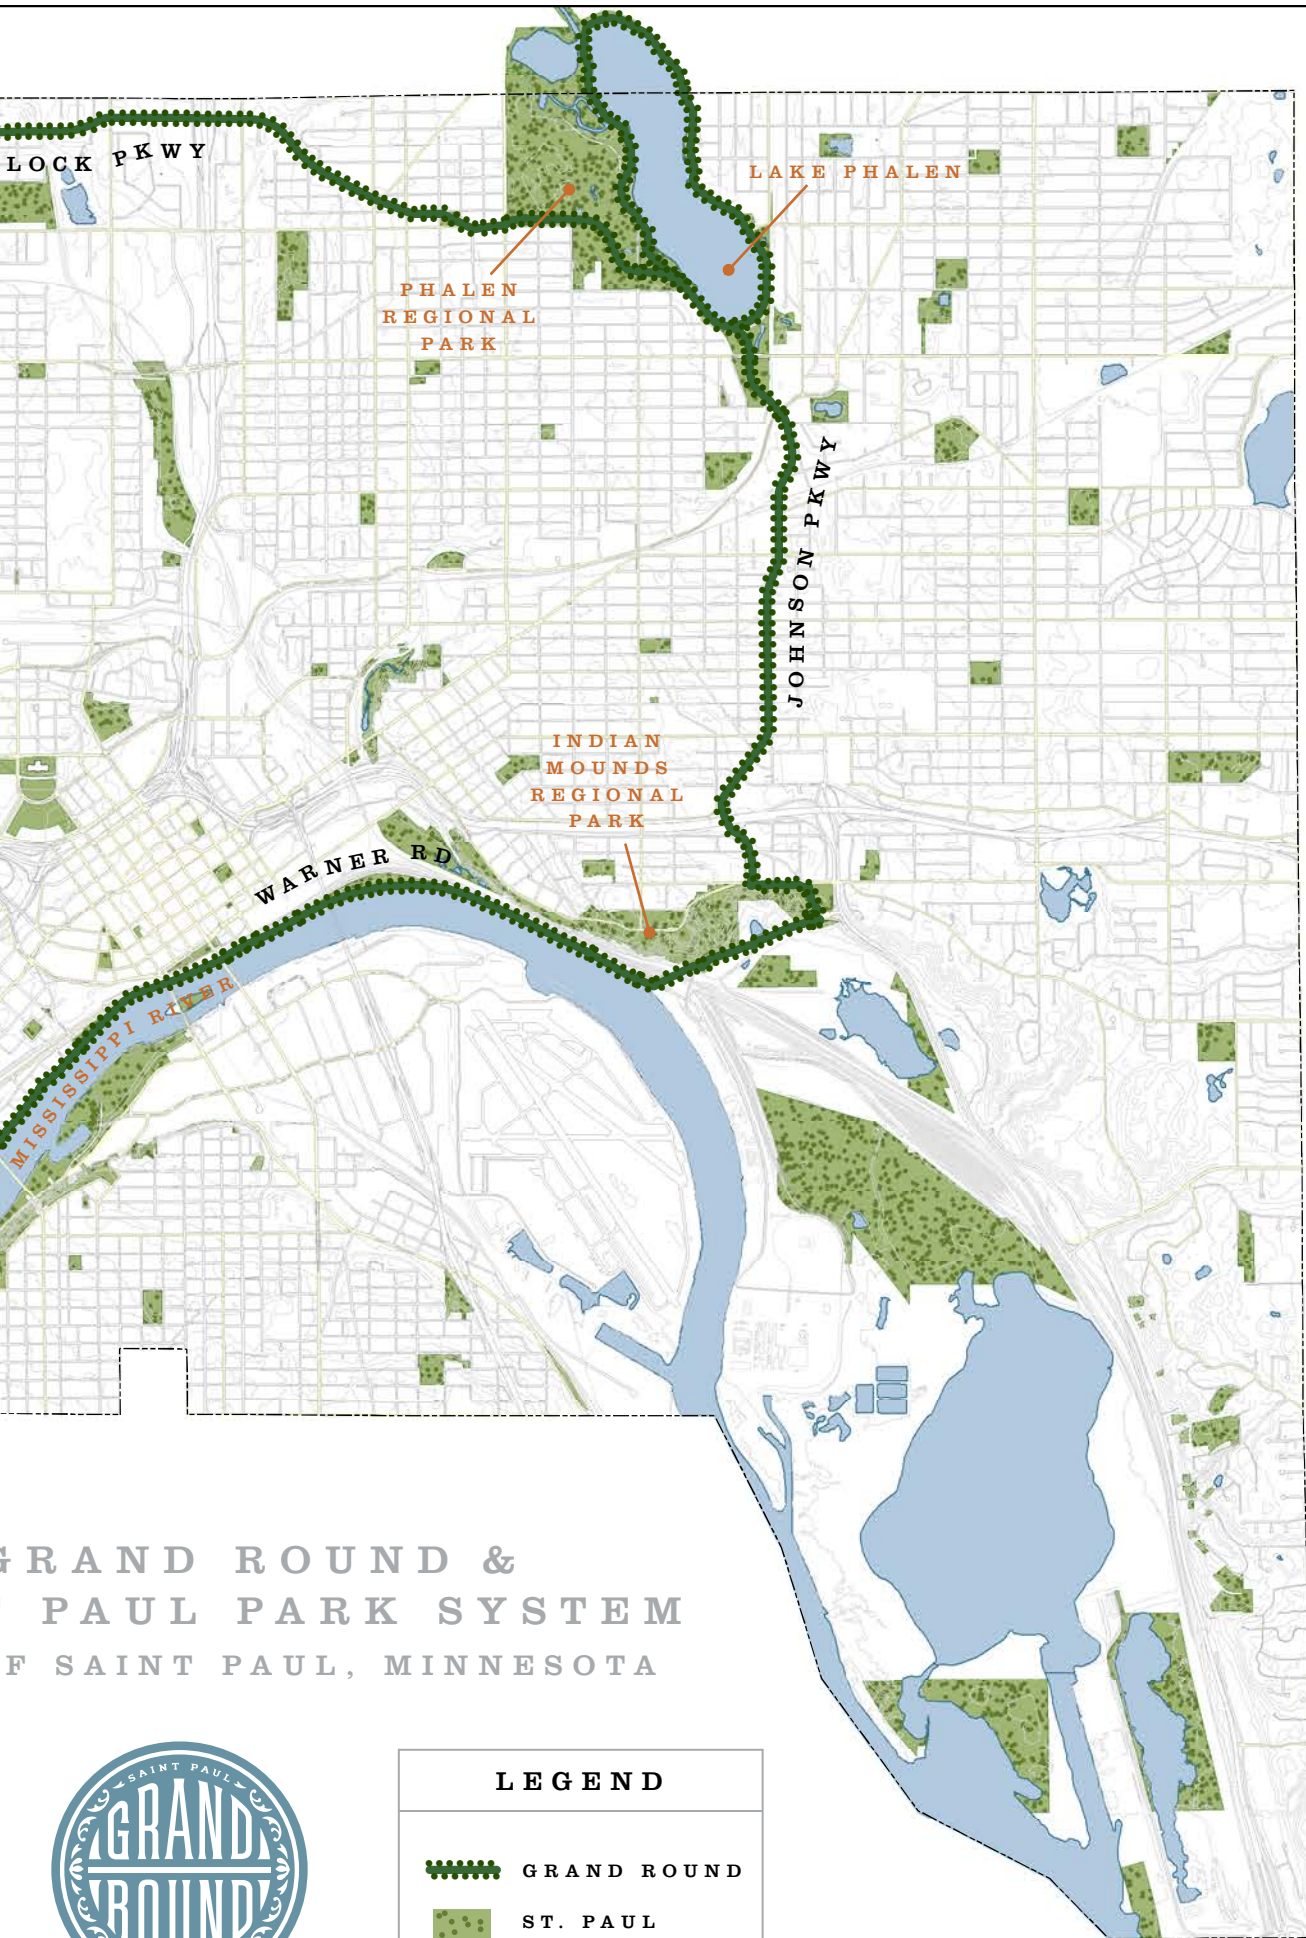 LOCK PKWY
LAKE PHALEN
PHALEN
REGIONAL
PARK
JOHNSON PKWY
INDIAN
MOUNDS
REGIONAL
PARK
WARNER RD
MISSISSIPPI RIVER
GRAND ROUND &
PAUL PARK SYSTEM
F SAINT PAUL, MINNESOTA
SAINT PAUL
GRAND
ROUND
LEGEND
GRAND ROUND
ST. PAUL